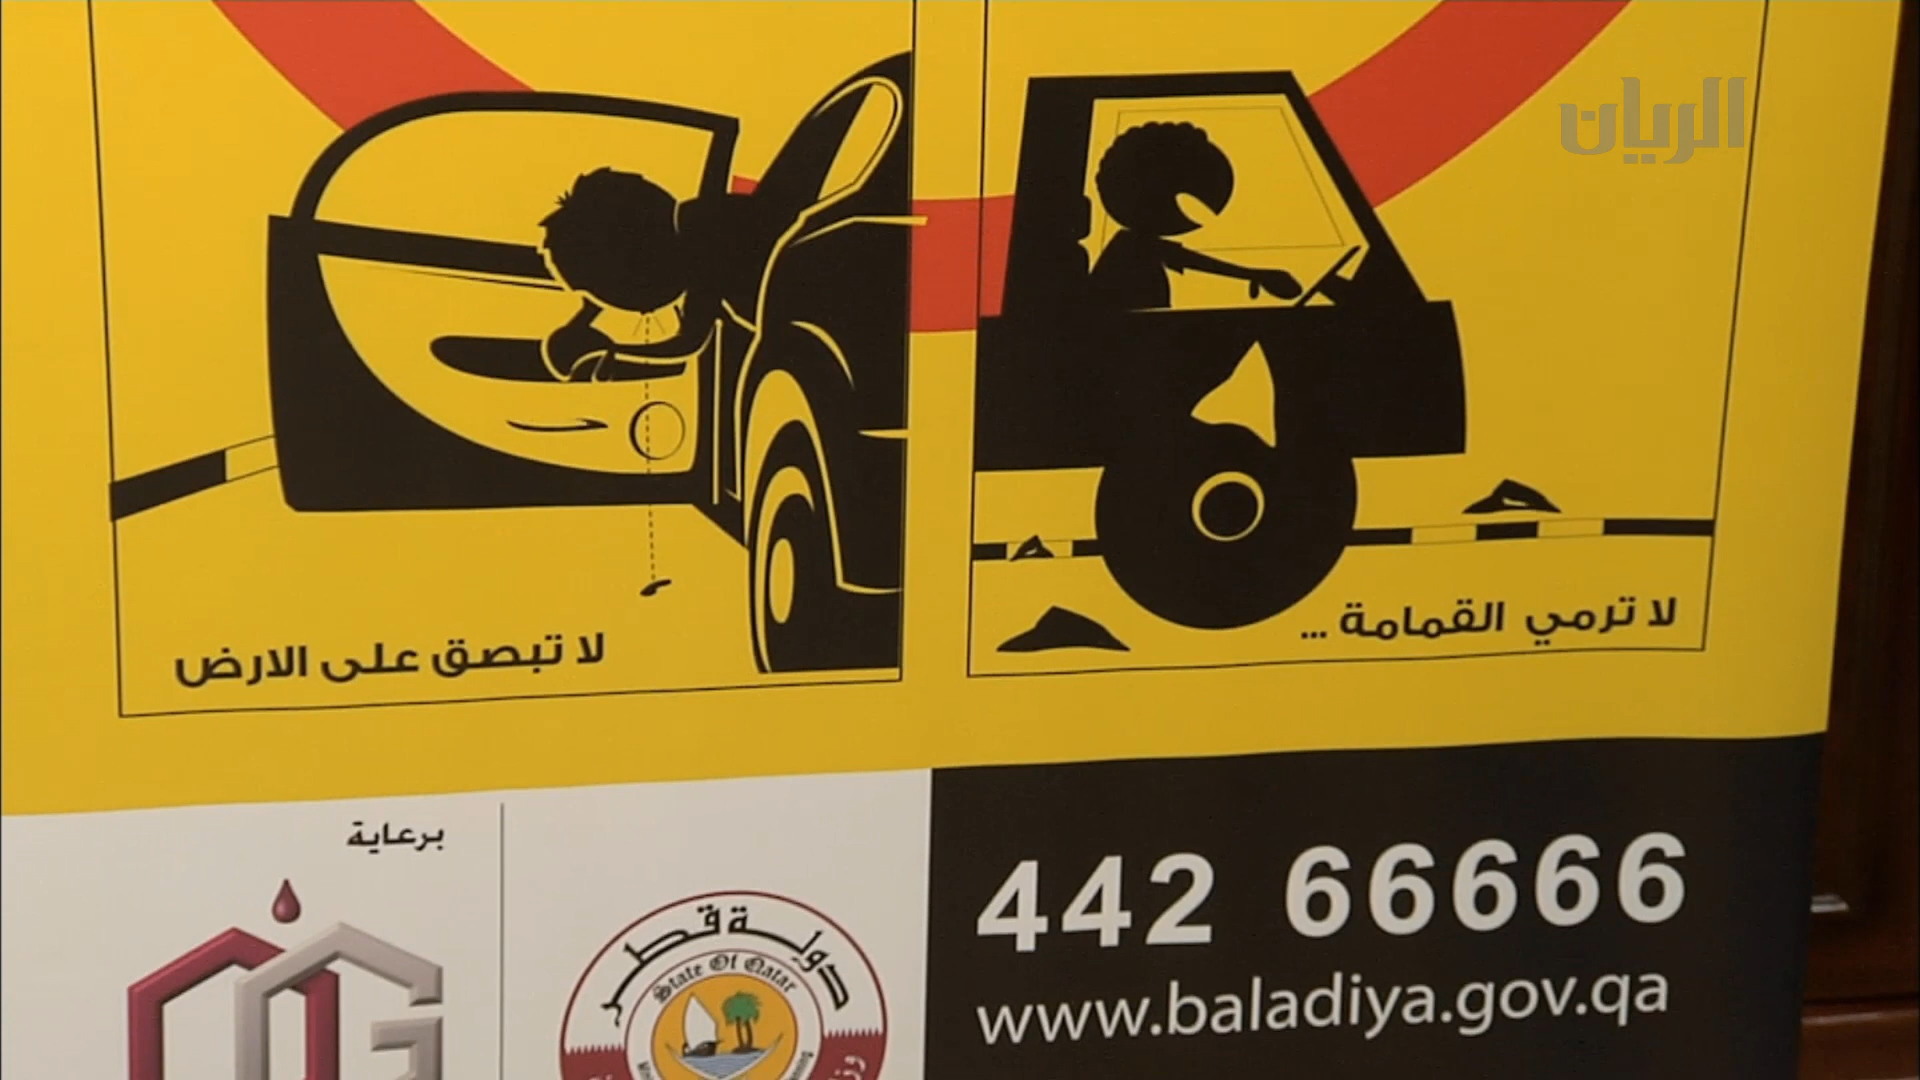 الريان
لا ترمي القمامة ...
لا تبصق على الارض
برعاية
دولة قطر
State Of Qatar
442 66666
www.baladiya.gov.qa